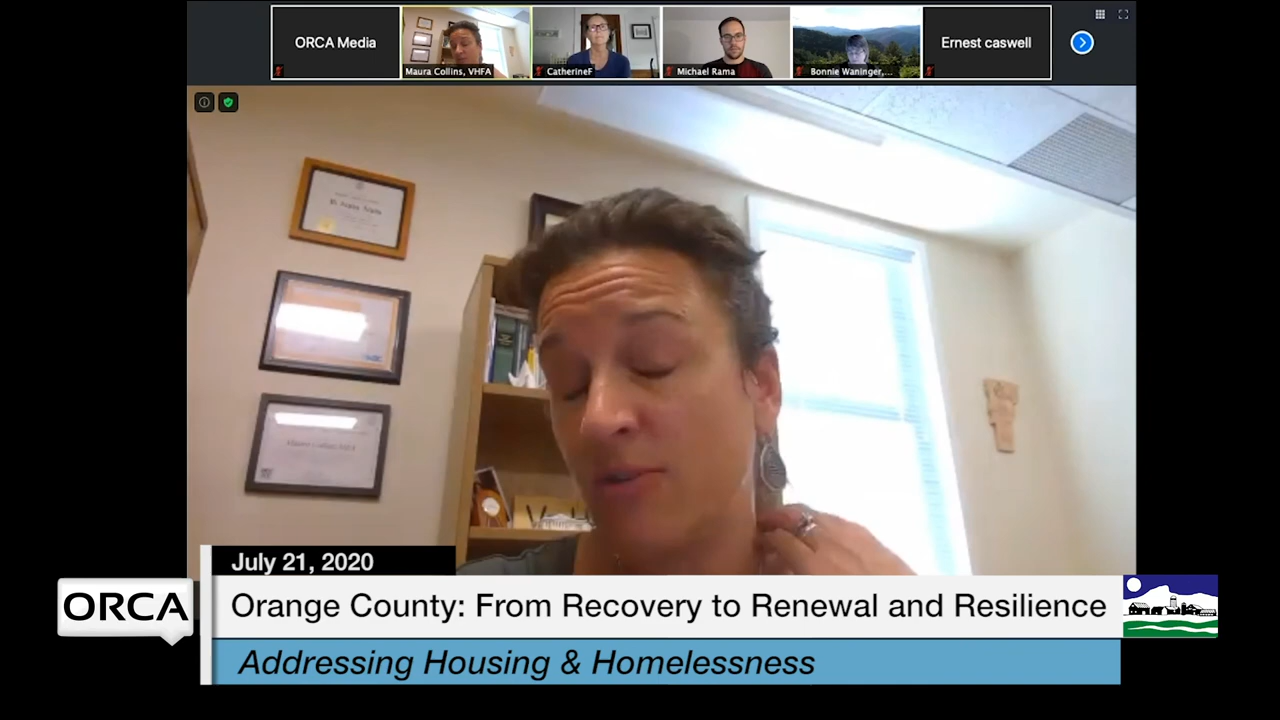 ORCA Media
Maura Collins, VHFA
CatherineF
Michael Rama
Bonnie Waninger,...
Ernest caswell
July 21, 2020
ORCA
Orange County: From Recovery to Renewal and Resilience
Addressing Housing & Homelessness